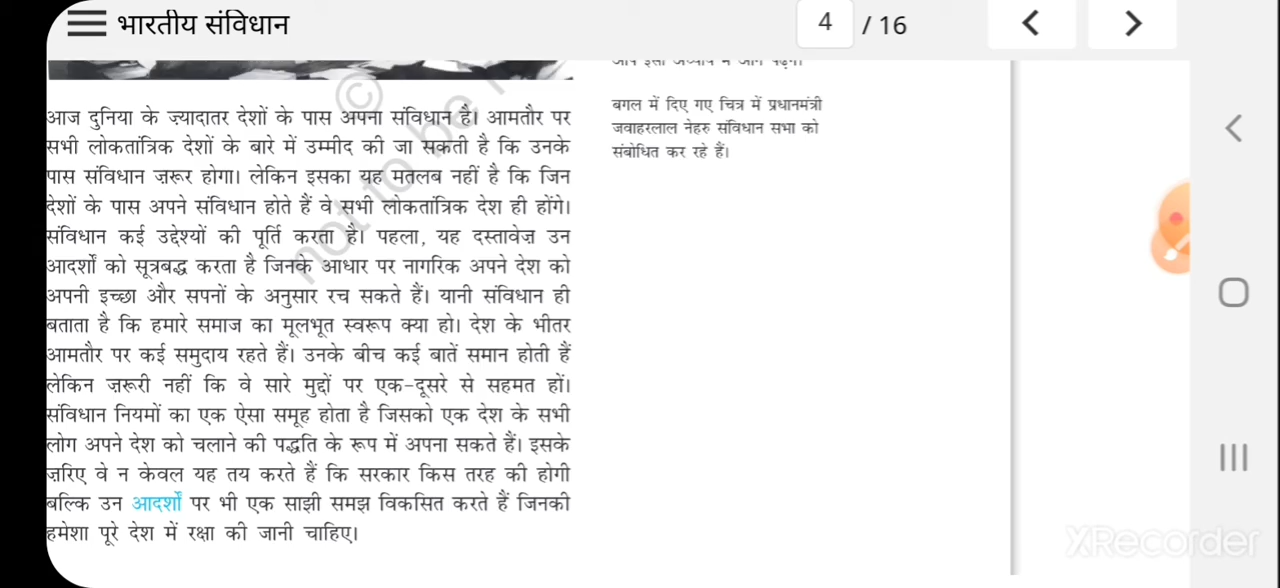 भारतीय संविधान
4 / 16
आज दुनिया के ज़्यादातर देशों के पास अपना संविधान है। आमतौर पर
सभी लोकतांत्रिक देशों के बारे में उम्मीद की जा सकती है कि उनके
पास संविधान ज़रूर होगा। लेकिन इसका यह मतलब नहीं है कि जिन
देशों के पास अपने संविधान होते हैं वे सभी लोकतांत्रिक देश ही होंगे।
संविधान कई उद्देश्यों की पूर्ति करता है। पहला, यह दस्तावेज़ उन
आदर्शों को सूत्रबद्ध करता है जिनके आधार पर नागरिक अपने देश को
अपनी इच्छा और सपनों के अनुसार रच सकते हैं। यानी संविधान ही
बताता है कि हमारे समाज का मूलभूत स्वरूप क्या हो। देश के भीतर
आमतौर पर कई समुदाय रहते हैं। उनके बीच कई बातें समान होती हैं
लेकिन ज़रूरी नहीं कि वे सारे मुद्दों पर एक-दूसरे से सहमत हों।
संविधान नियमों का एक ऐसा समूह होता है जिसको एक देश के सभी
लोग अपने देश को चलाने की पद्धति के रूप में अपना सकते हैं। इसके
ज़रिए वे न केवल यह तय करते हैं कि सरकार किस तरह की होगी
बल्कि उन आदर्शों पर भी एक साझी समझ विकसित करते हैं जिनकी
हमेशा पूरे देश में रक्षा की जानी चाहिए।
बगल में दिए गए चित्र में प्रधानमंत्री
जवाहरलाल नेहरु संविधान सभा को
संबोधित कर रहे हैं।
© not to be
XRecorder